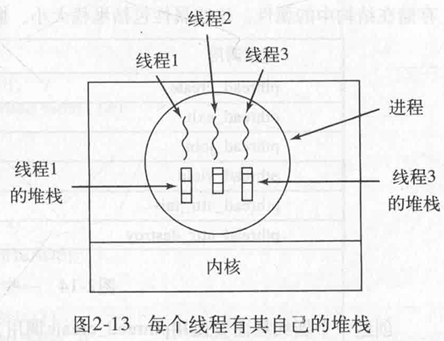 线程2
线程1
线程3
进程
线程1
的堆栈
线程3
的堆栈
内核
图2-13 每个线程有其自己的堆栈